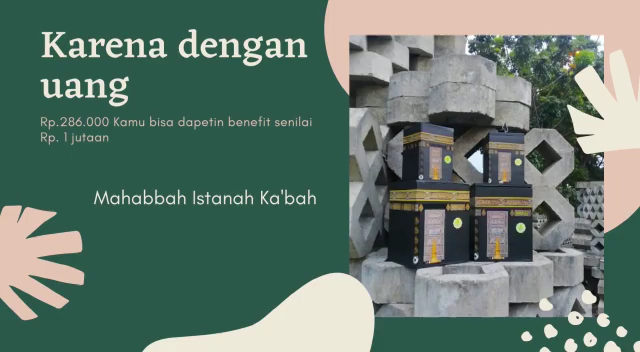 Karena dengan
uang
Rp.286.000 Kamu bisa dapetin benefit senilai
Rp. 1 jutaan
Mahabbah Istanah Ka'bah